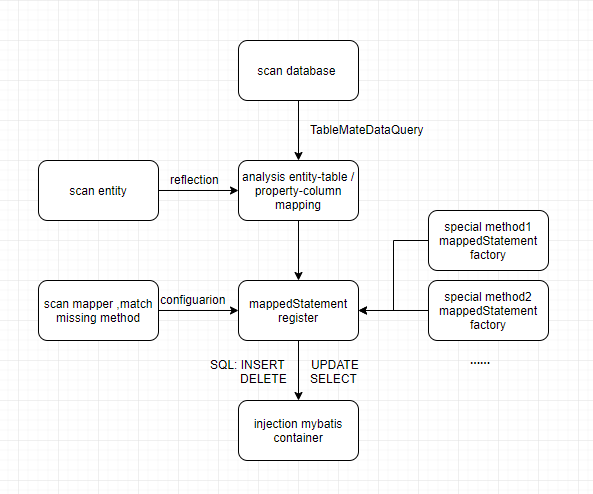 scan database
TableMateDataQuery
scan entity
reflection
analysis entity-table /
property-column
mapping
special method1
mappedStatement
factory
scan mapper ,match
missing method
configuarion
mappedStatement
register
special method2
mappedStatement
factory
SQL: INSERT UPDATE
DELETE SELECT
......
injection mybatis
container